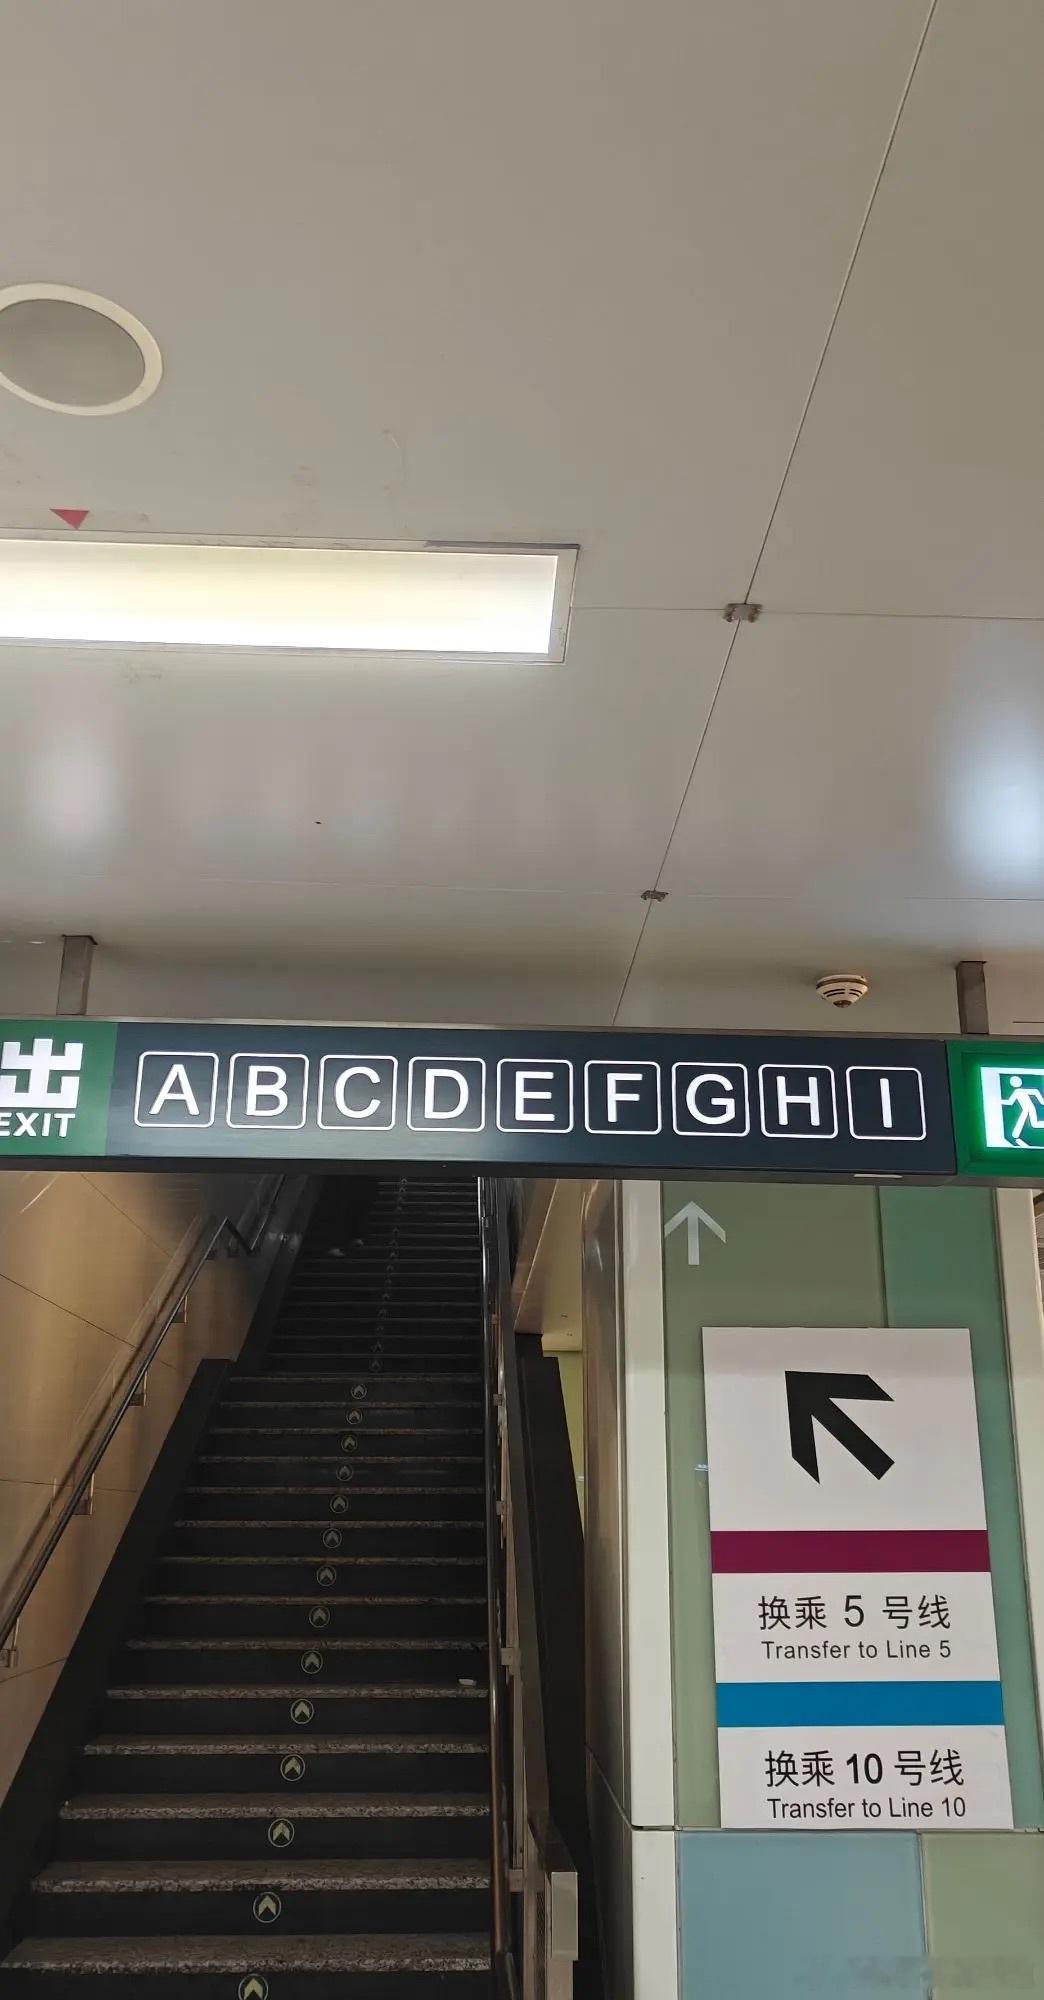 出
EXIT
A B C D E F G H I
换乘 5 号线
Transfer to Line 5
换乘 10 号线
Transfer to Line 10